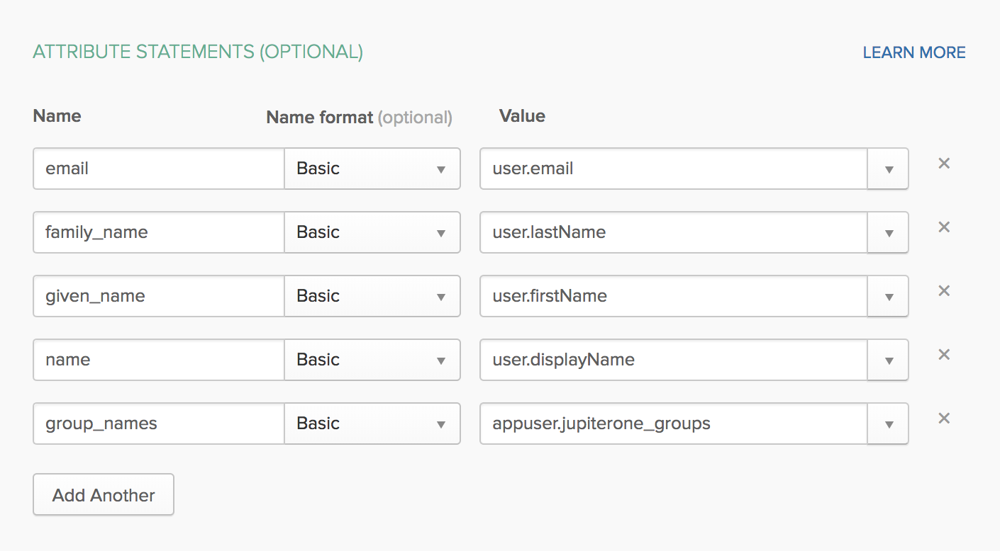 ATTRIBUTE STATEMENTS (OPTIONAL) LEARN MORE
Name Name format (optional) Value
email Basic user.email
family_name Basic user.lastName
given_name Basic user.firstName
name Basic user.displayName
group_names Basic appuser.jupiterone_groups
Add Another